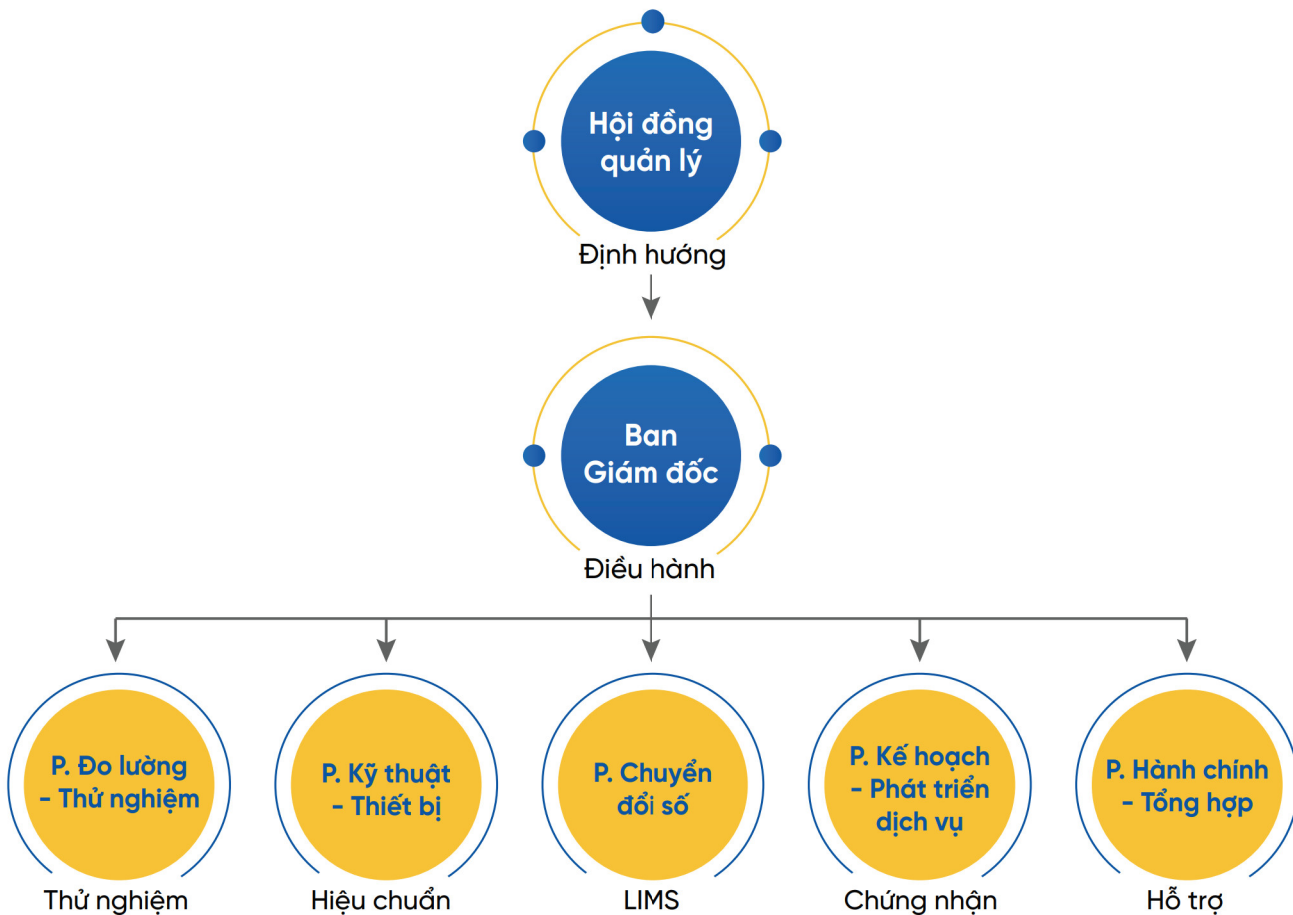 Hội đồng
quản lý
Định hướng
Ban
Giám đốc
Điều hành
P. Đo lường
- Thử nghiệm
Thử nghiệm
P. Kỹ thuật
- Thiết bị
Hiệu chuẩn
P. Chuyển
đổi số
LIMS
P. Kế hoạch
- Phát triển
dịch vụ
Chứng nhận
P. Hành chính
- Tổng hợp
Hỗ trợ